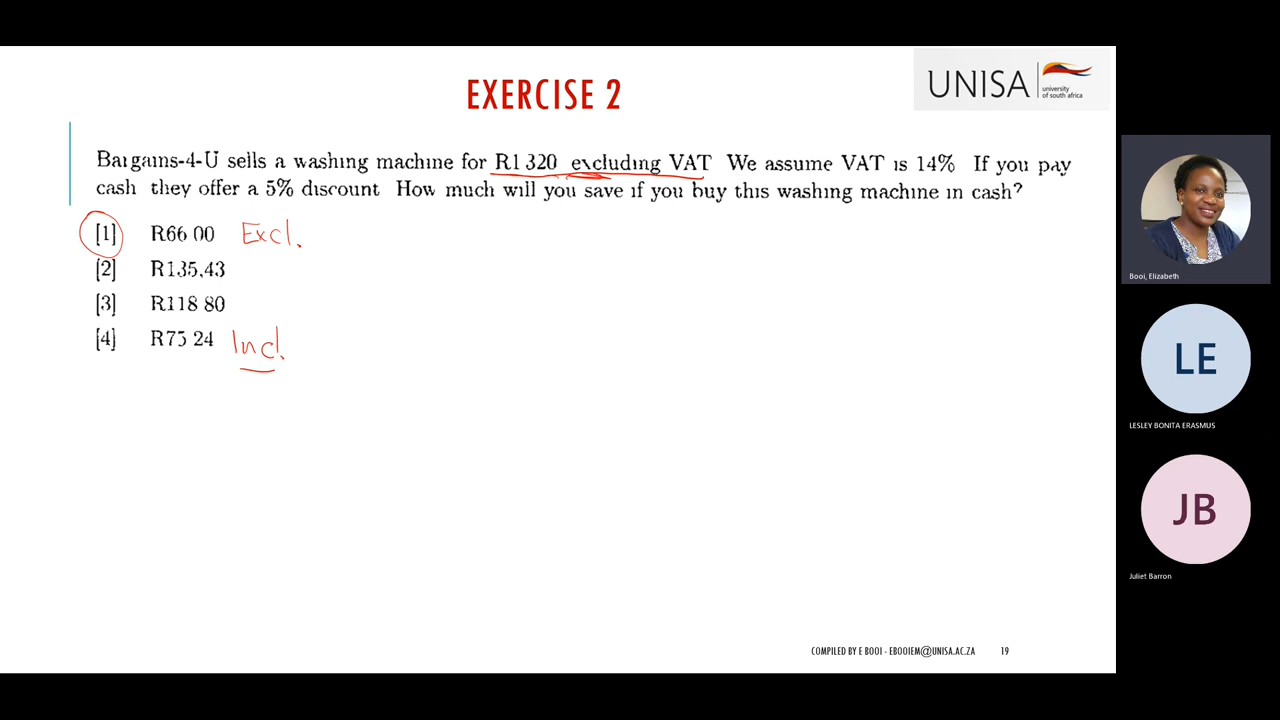 EXERCISE 2
UNISA
university
of south africa
Bargains-4-U sells a washing machine for R1 320 excluding VAT We assume VAT is 14% If you pay
cash they offer a 5% discount How much will you save if you buy this washing machine in cash?
[1] R66 00 Excl.
[2] R135,43
[3] R118 80
[4] R75 24 Incl.
Booi, Elizabeth
LE
LESLEY BONITA ERASMUS
JB
Juliet Barron
COMPILED BY E BOOI - EBOOIEM@UNISA.AC.ZA 19